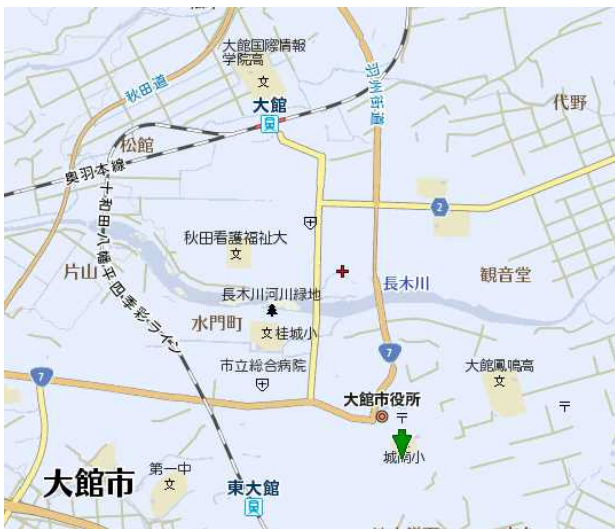 大館国際情報
学院高
文
秋田道
羽州街道
代野
大館
松館
奥羽本線
十和田八幡平四季彩ライン
2
秋田看護福祉大
文
片山
長木川
観音堂
長木川河川緑地
水門町
文 桂城小
7
市立総合病院
7
大館鳳鳴高
文
大館市役所
〒
〒
城南小
第一中
文
大館市
東大館